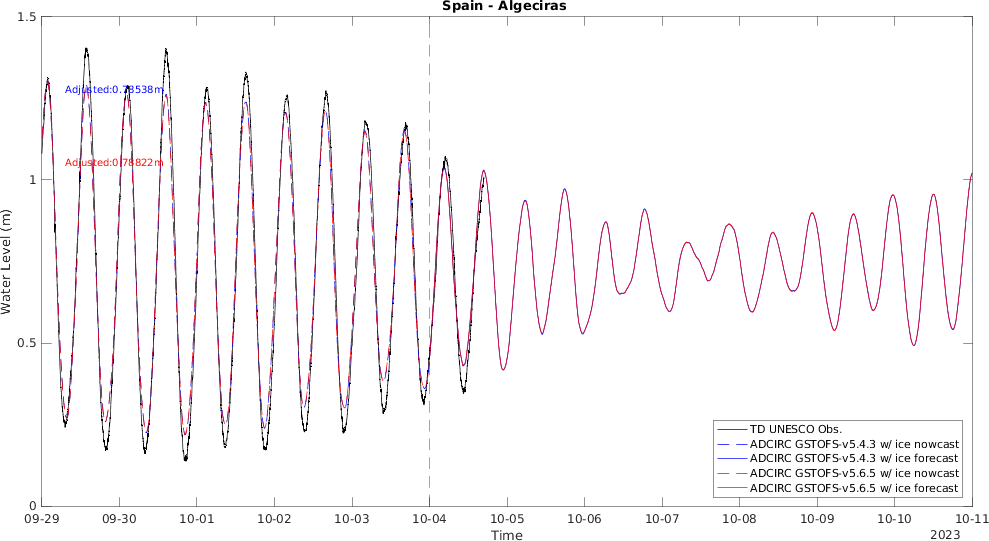 Spain - Algeciras
1.5
1
0.5
0
Water Level (m)
Adjusted:0.78538m
Adjusted:0.78822m
TD UNESCO Obs.
ADCIRC GSTOFS-v5.4.3 w/ ice nowcast
ADCIRC GSTOFS-v5.4.3 w/ ice forecast
ADCIRC GSTOFS-v5.6.5 w/ ice nowcast
ADCIRC GSTOFS-v5.6.5 w/ ice forecast
09-29 09-30 10-01 10-02 10-03 10-04 10-05 10-06 10-07 10-08 10-09 10-10 10-11
Time
2023